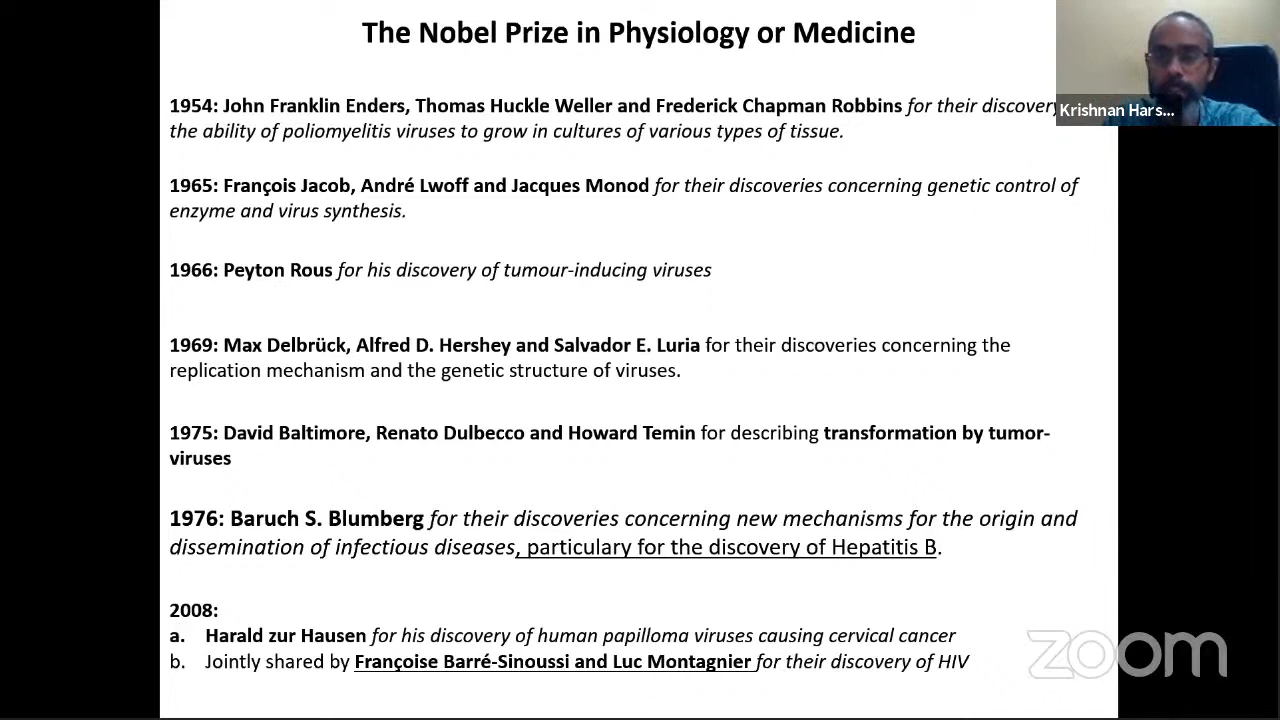 The Nobel Prize in Physiology or Medicine
1954: John Franklin Enders, Thomas Huckle Weller and Frederick Chapman Robbins for their discovery
the ability of poliomyelitis viruses to grow in cultures of various types of tissue.
Krishnan Hars...
1965: François Jacob, André Lwoff and Jacques Monod for their discoveries concerning genetic control of
enzyme and virus synthesis.
1966: Peyton Rous for his discovery of tumour-inducing viruses
1969: Max Delbrück, Alfred D. Hershey and Salvador E. Luria for their discoveries concerning the
replication mechanism and the genetic structure of viruses.
1975: David Baltimore, Renato Dulbecco and Howard Temin for describing transformation by tumor-
viruses
1976: Baruch S. Blumberg for their discoveries concerning new mechanisms for the origin and
dissemination of infectious diseases, particulary for the discovery of Hepatitis B.
2008:
a. Harald zur Hausen for his discovery of human papilloma viruses causing cervical cancer
b. Jointly shared by Françoise Barré-Sinoussi and Luc Montagnier for their discovery of HIV
zoom